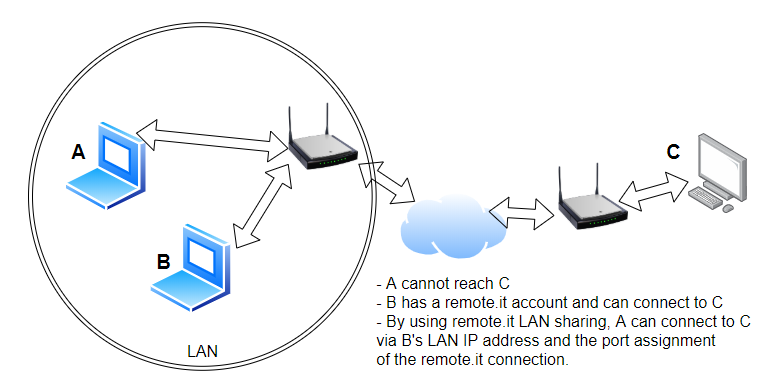 A
C
B
- A cannot reach C
- B has a remote.it account and can connect to C
- By using remote.it LAN sharing, A can connect to C
via B's LAN IP address and the port assignment
of the remote.it connection.
LAN